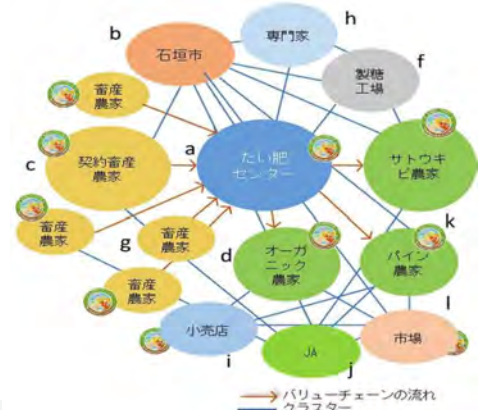 h
専門家
b
石垣市
f
製糖
工場
畜産
農家
a
たい肥
センター
c
契約畜産
農家
サトウキ
ビ農家
畜産
農家
g
畜産
農家
d
オーガ
ニック
農家
k
パイン
農家
畜産
農家
小売店
i
JA
j
l
市場
バリューチェーンの流れ
クラスター